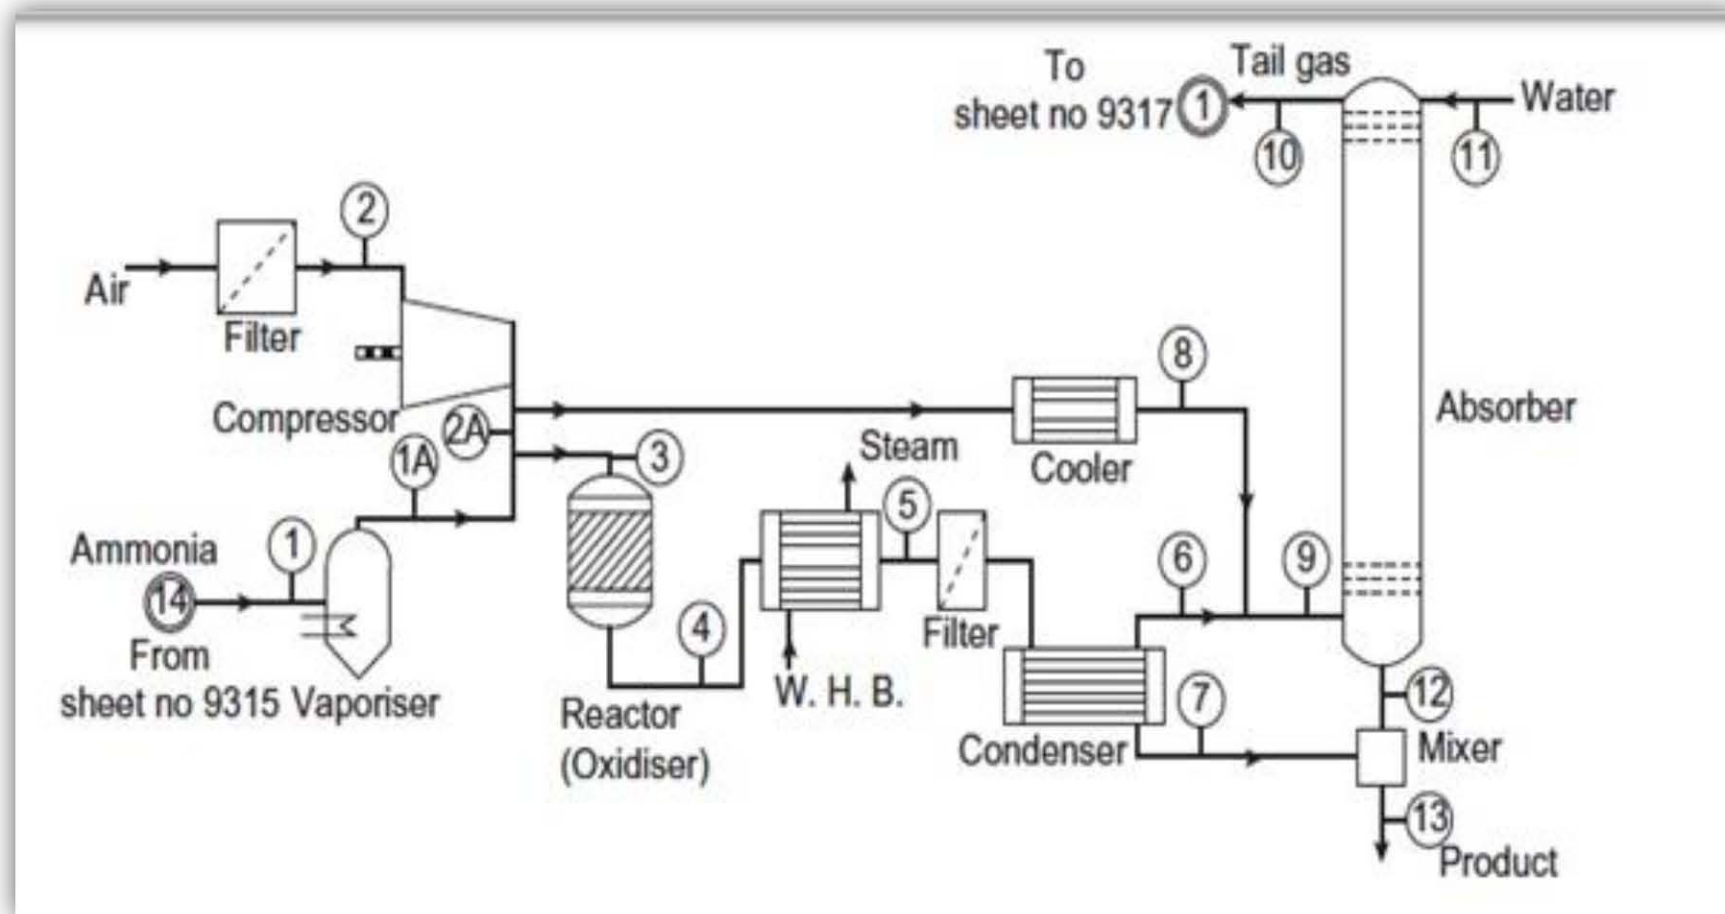 To
sheet no 9317
1
Tail gas
Water
10
11
2
Air
Filter
Compressor
2A
1A
3
Steam
8
Cooler
Absorber
Ammonia
1
14
From
sheet no 9315 Vaporiser
5
4
Filter
W. H. B.
6
9
Reactor
(Oxidiser)
Condenser
7
12
Mixer
13
Product